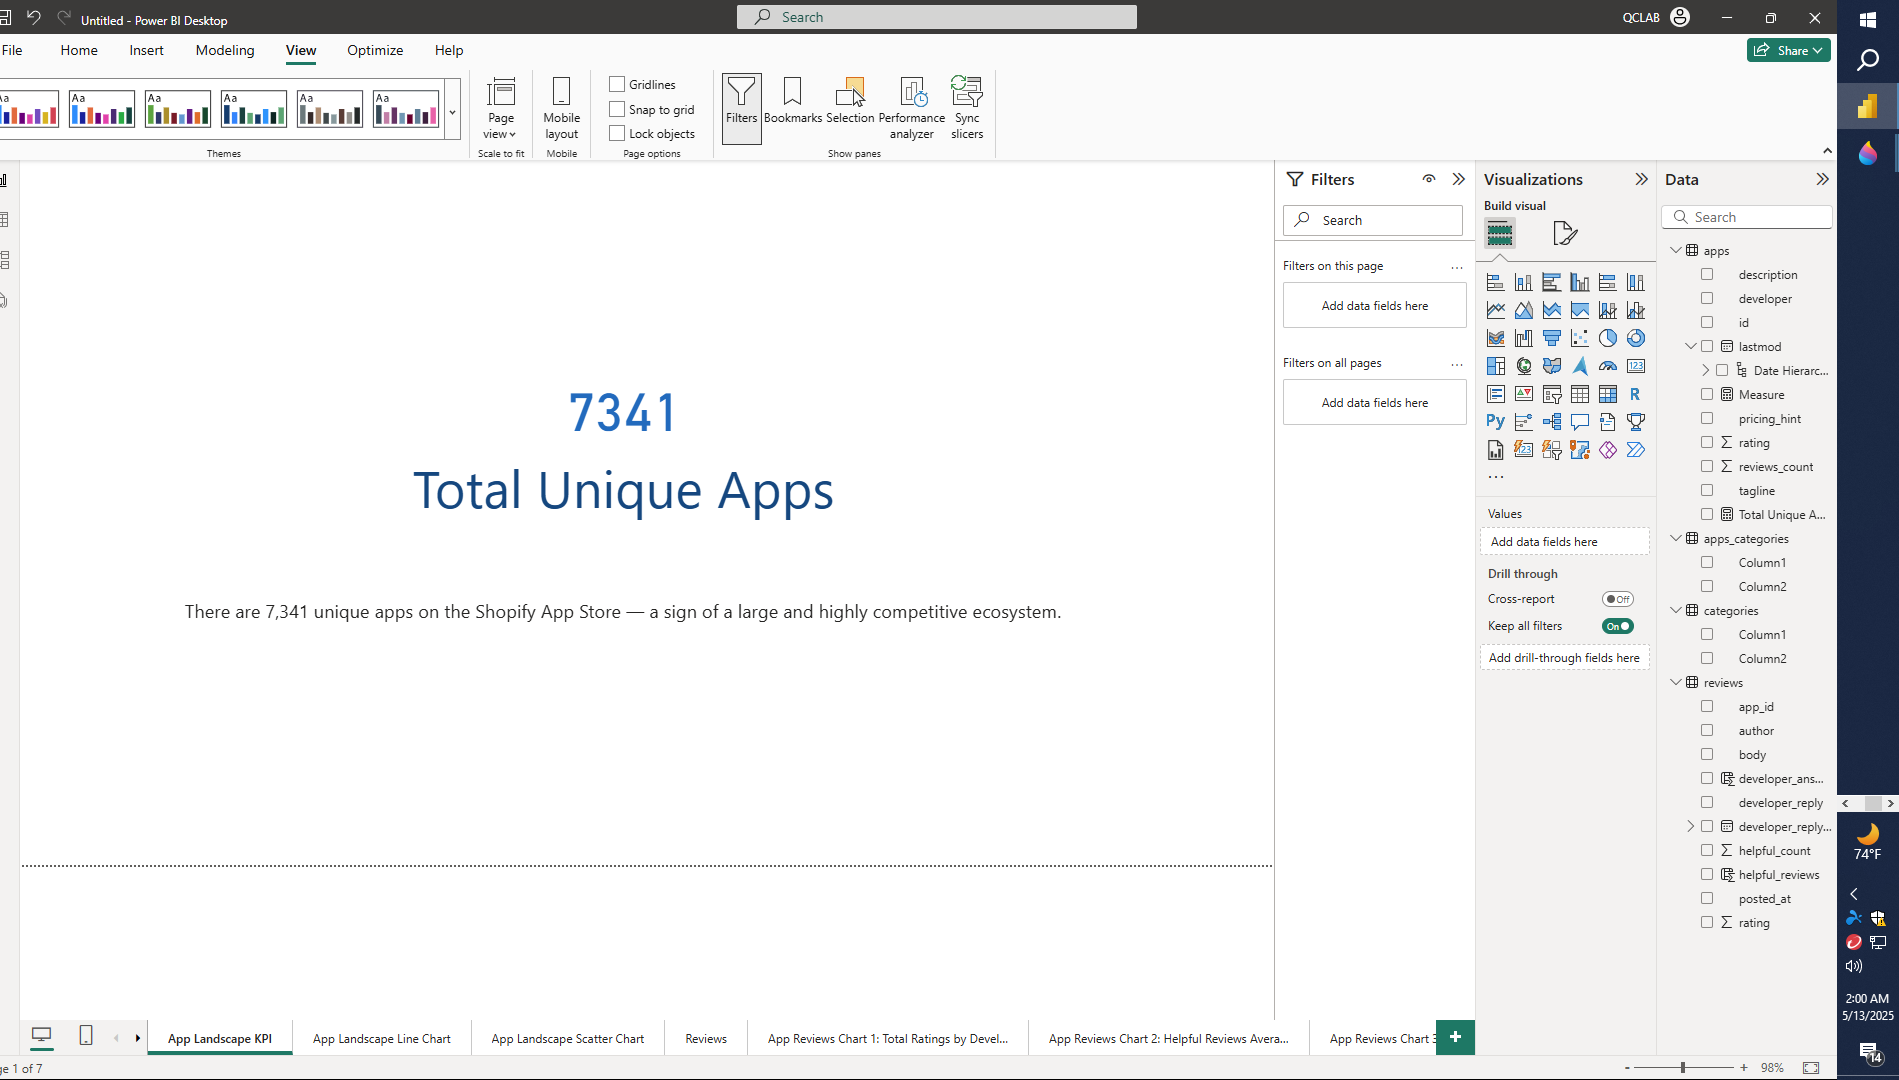 Untitled - Power BI Desktop
Search
QCLAB
File
Home
Insert
Modeling
View
Optimize
Help
Share
Aa
Aa
Aa
Aa
Aa
Page
view
Scale to fit
Mobile
layout
Mobile
Gridlines
Snap to grid
Lock objects
Page options
Filters
Bookmarks
Selection
Performance
analyzer
Sync
slicers
Show panes
Themes
7341
Total Unique Apps
There are 7,341 unique apps on the Shopify App Store — a sign of a large and highly competitive ecosystem.
Filters
Search
Filters on this page
...
Add data fields here
Filters on all pages
...
Add data fields here
Visualizations
Build visual
123
R
Py
123
...
Values
Add data fields here
Drill through
Cross-report
Off
Keep all filters
On
Add drill-through fields here
Data
Search
apps
description
developer
id
lastmod
Date Hierarc...
Measure
pricing_hint
rating
reviews_count
tagline
Total Unique A...
apps_categories
Column1
Column2
categories
Column1
Column2
reviews
app_id
author
body
developer_ans...
developer_reply
developer_reply...
helpful_count
helpful_reviews
posted_at
rating
App Landscape KPI
App Landscape Line Chart
App Landscape Scatter Chart
Reviews
App Reviews Chart 1: Total Ratings by Devel...
App Reviews Chart 2: Helpful Reviews Avera...
App Reviews Chart 3
+
ge 1 of 7
- + 98%
74°F
2:00 AM
5/13/2025
14